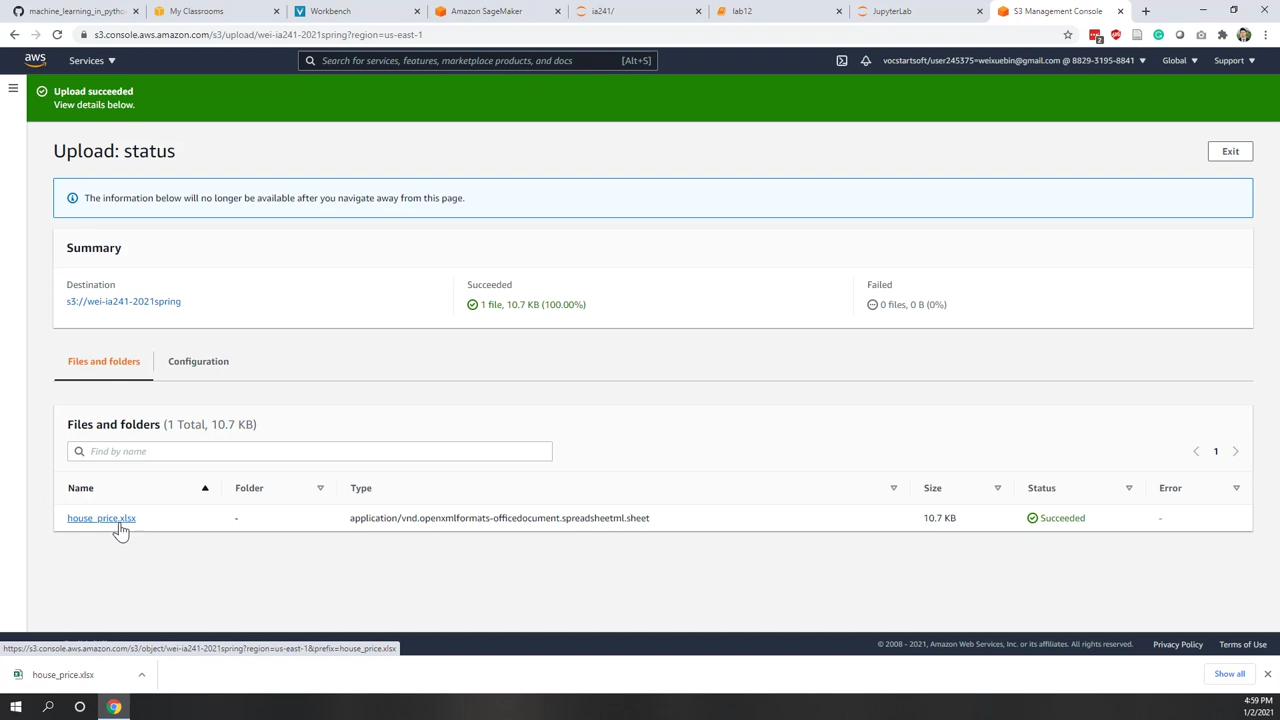 machine_learning_in_pytho
My Classrooms
Workbench
Amazon SageMaker
ia241/
lab12
JupyterLab
S3 Management Console
s3.console.aws.amazon.com/s3/upload/wei-ia241-2021spring?region=us-east-1
2
aws
Services
Search for services, features, marketplace products, and docs
[Alt+S]
vocstartsoft/user245375=weixuebin@gmail.com @ 8829-3195-8841
Global
Support
Upload succeeded
View details below.
Upload: status
Exit
The information below will no longer be available after you navigate away from this page.
Summary
Destination
Succeeded
Failed
s3://wei-ia241-2021spring
1 file, 10.7 KB (100.00%)
0 files, 0 B (0%)
Files and folders
Configuration
Files and folders (1 Total, 10.7 KB)
Find by name
1
Name
Folder
Type
Size
Status
Error
house_price.xlsx
-
application/vnd.openxmlformats-officedocument.spreadsheetml.sheet
10.7 KB
Succeeded
-
https://s3.console.aws.amazon.com/s3/object/wei-ia241-2021spring?region=us-east-1&prefix=house_price.xlsx
© 2008 - 2021, Amazon Web Services, Inc. or its affiliates. All rights reserved.
Privacy Policy
Terms of Use
house_price.xlsx
Show all
4:59 PM
1/2/2021